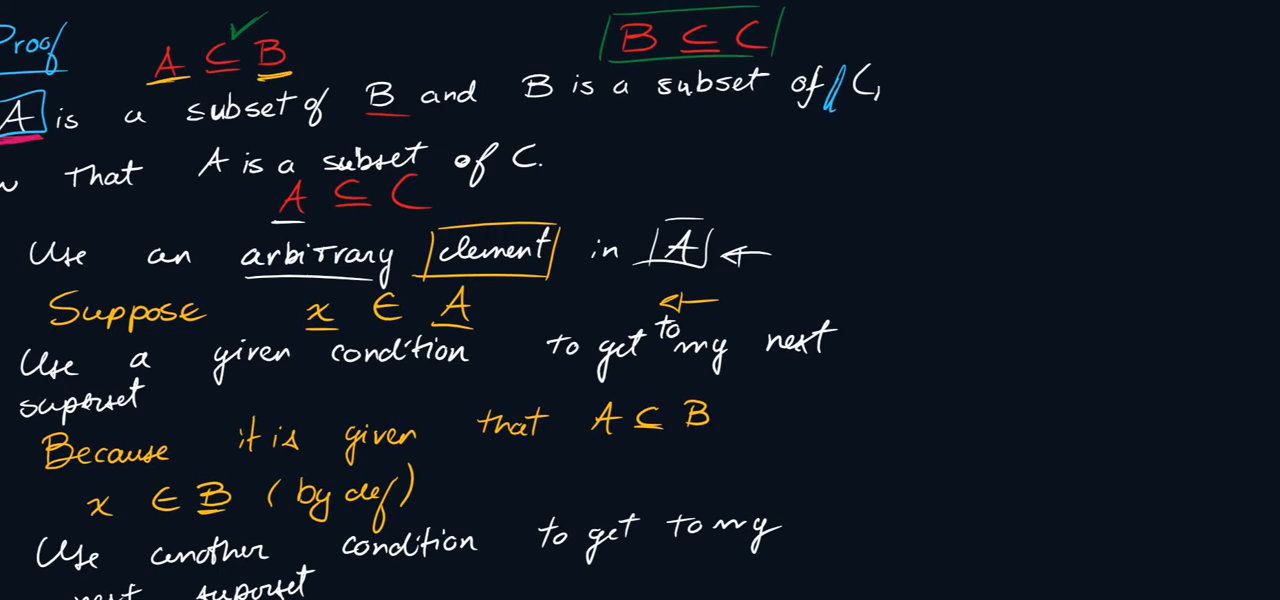 Proof A ⊆ B B ⊆ C
A is a subset of B and B is a subset of C,
that A is a subset of C.
A ⊆ C
Use an arbitrary element in A ←
Suppose x ∈ A ←
Use a given condition to get to my next
superset
Because it is given that A ⊆ B
x ∈ B (by def)
Use another condition to get to my
next superset